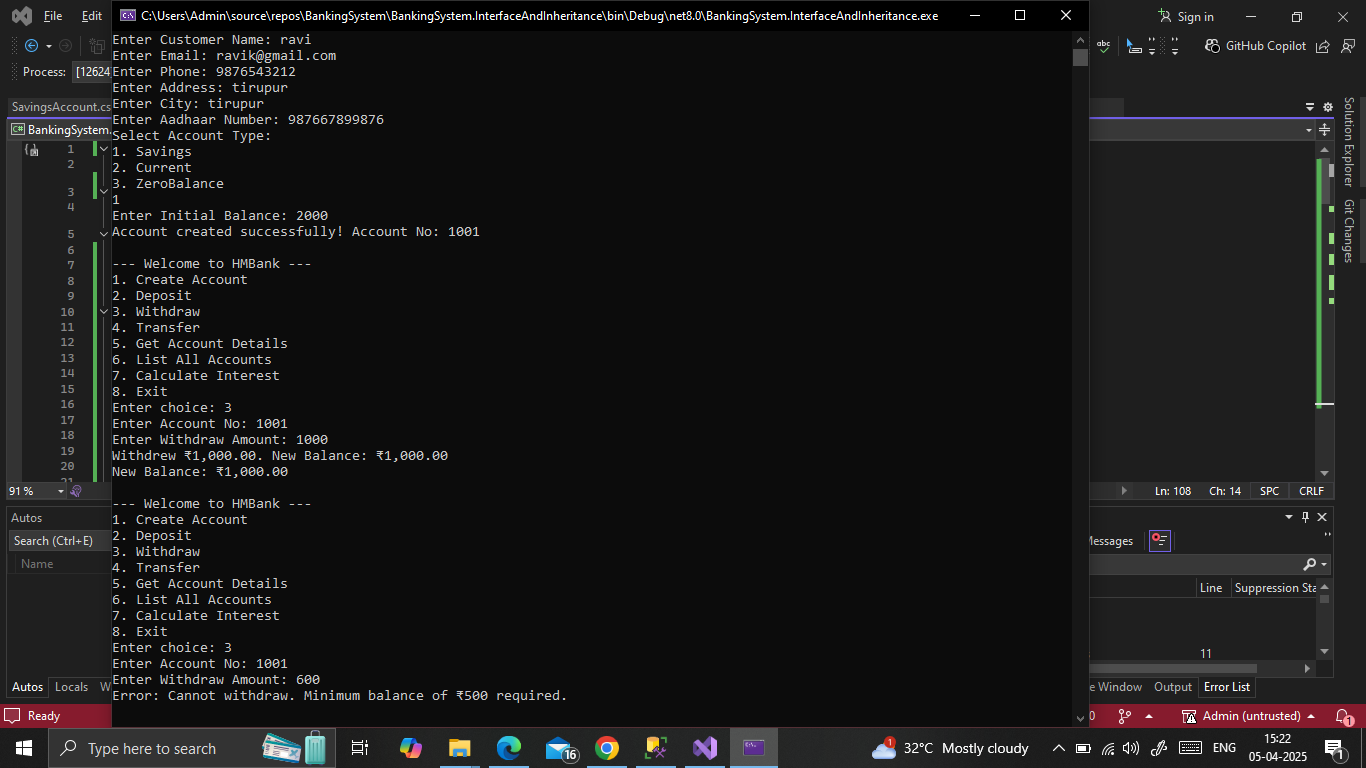 C:\Users\Admin\source\repos\BankingSystem\BankingSystem.InterfaceAndInheritance\bin\Debug\net8.0\BankingSystem.InterfaceAndInheritance.exe
File Edit
Sign in
GitHub Copilot
Process: [12624
SavingsAccount.cs
BankingSystem.
Solution Explorer
Git Changes
1
2
3
4
5
6
7
8
9
10
11
12
13
14
15
16
17
18
19
20
21
Enter Customer Name: ravi
Enter Email: ravik@gmail.com
Enter Phone: 9876543212
Enter Address: tirupur
Enter City: tirupur
Enter Aadhaar Number: 987667899876
Select Account Type:
1. Savings
2. Current
3. ZeroBalance
1
Enter Initial Balance: 2000
Account created successfully! Account No: 1001
--- Welcome to HMBank ---
1. Create Account
2. Deposit
3. Withdraw
4. Transfer
5. Get Account Details
6. List All Accounts
7. Calculate Interest
8. Exit
Enter choice: 3
Enter Account No: 1001
Enter Withdraw Amount: 1000
Withdrew ₹1,000.00. New Balance: ₹1,000.00
New Balance: ₹1,000.00
--- Welcome to HMBank ---
1. Create Account
2. Deposit
3. Withdraw
4. Transfer
5. Get Account Details
6. List All Accounts
7. Calculate Interest
8. Exit
Enter choice: 3
Enter Account No: 1001
Enter Withdraw Amount: 600
Error: Cannot withdraw. Minimum balance of ₹500 required.
91 %
Ln: 108 Ch: 14 SPC CRLF
Autos
Search (Ctrl+E)
Name
Messages
Line Suppression Sta
11
Autos Locals W
e Window Output Error List
Ready
0
Admin (untrusted)
1
Type here to search
16
1
32°C Mostly cloudy
ENG
15:22
05-04-2025
1